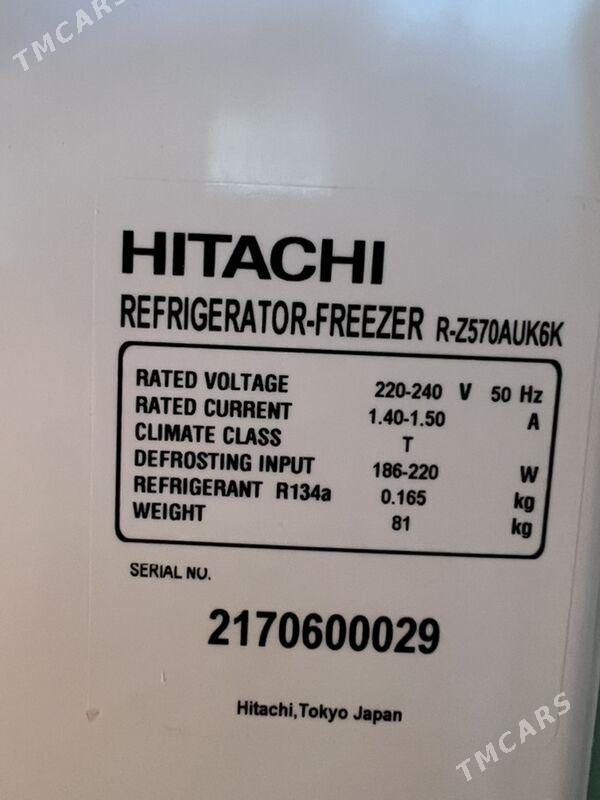 TMCARS
HITACHI
REFRIGERATOR-FREEZER R-Z570AUK6K
RATED VOLTAGE 220-240 V 50 Hz
RATED CURRENT 1.40-1.50 A
CLIMATE CLASS T
DEFROSTING INPUT 186-220 W
REFRIGERANT R134a 0.165 kg
WEIGHT 81 kg
SERIAL NO.
2170600029
Hitachi,Tokyo Japan
TMCARS